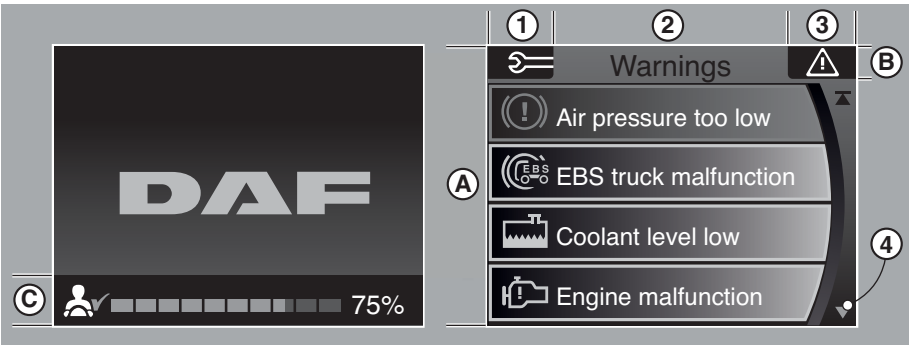 1
2
3
Warnings
B
Air pressure too low
A
EBS
EBS truck malfunction
DAF
Coolant level low
4
C
75%
Engine malfunction